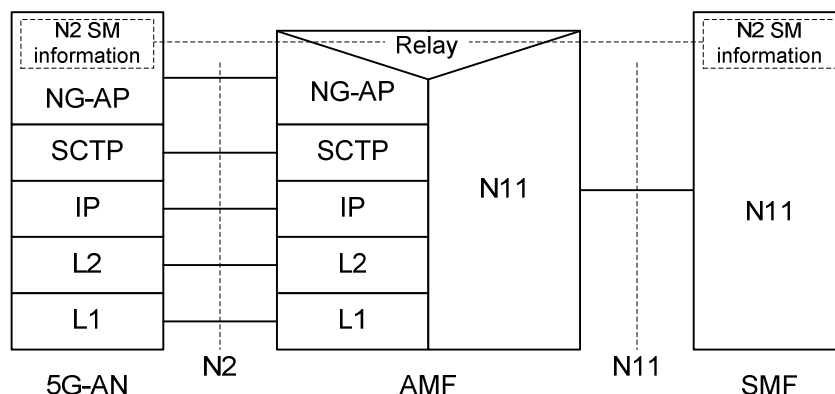 N2 SM
information
NG-AP
SCTP
IP
L2
L1
5G-AN
N2
Relay
NG-AP
SCTP
IP
L2
L1
N11
AMF
N11
N2 SM
information
N11
SMF